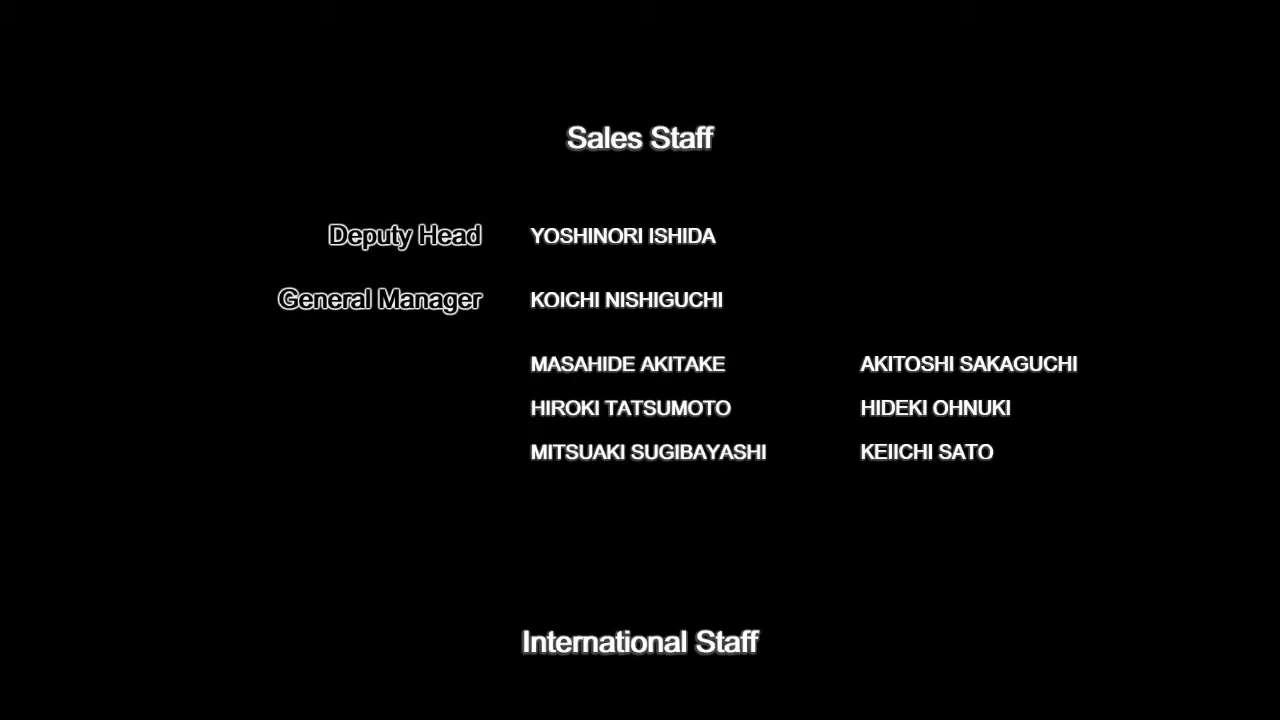 Sales Staff
Deputy Head YOSHINORI ISHIDA
General Manager KOICHI NISHIGUCHI
MASAHIDE AKITAKE AKITOSHI SAKAGUCHI
HIROKI TATSUMOTO HIDEKI OHNUKI
MITSUAKI SUGIBAYASHI KEIICHI SATO
International Staff